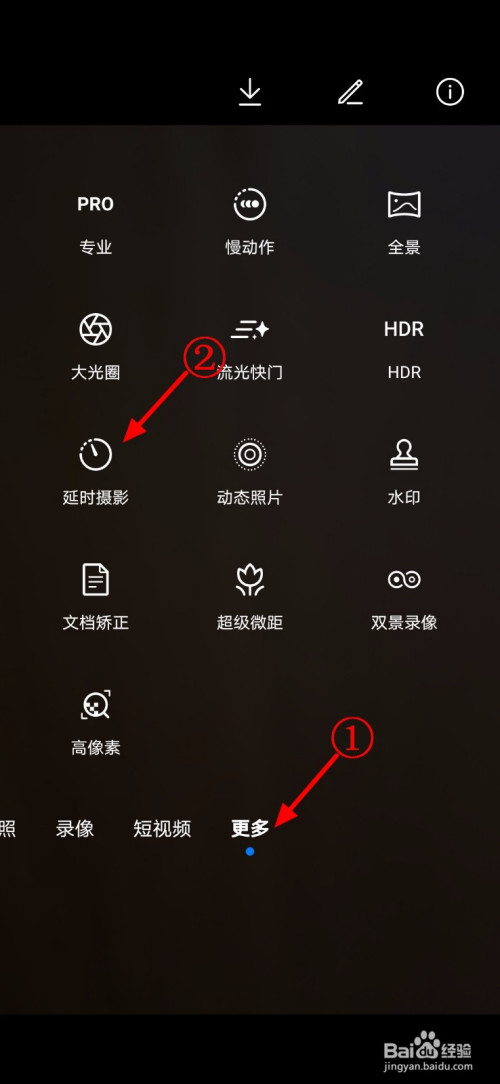 PRO
专业
慢动作
全景
②
HDR
大光圈
流光快门
HDR
延时摄影
动态照片
水印
文档矫正
超级微距
双景录像
高像素
①
照
录像
短视频
更多
Baidu经验
jingyan.baidu.com